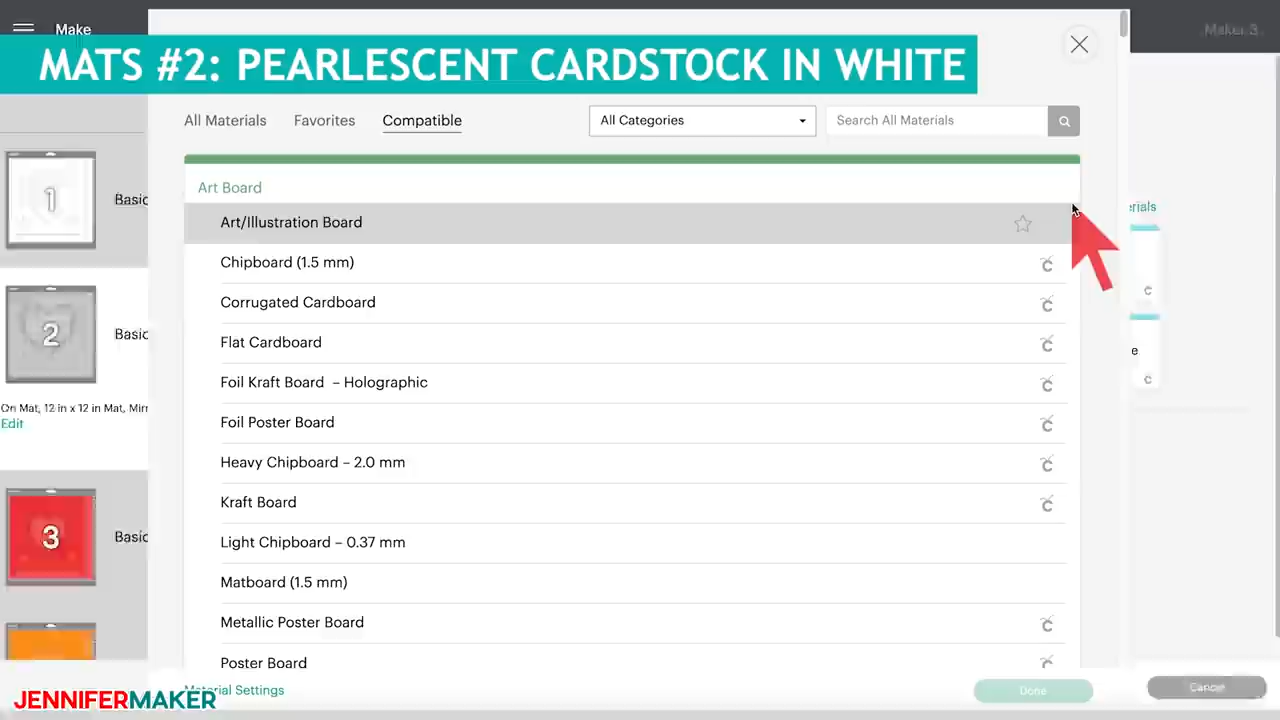 Make
Maker 3
MATS #2: PEARLESCENT CARDSTOCK IN WHITE
All Materials Favorites Compatible
All Categories
Search All Materials
Art Board
Art/Illustration Board
Chipboard (1.5 mm)
Corrugated Cardboard
Flat Cardboard
Foil Kraft Board – Holographic
Foil Poster Board
Heavy Chipboard – 2.0 mm
Kraft Board
Light Chipboard – 0.37 mm
Matboard (1.5 mm)
Metallic Poster Board
Poster Board
1
Basic
2
Basic
On Mat, 12 in x 12 in Mat, Mirr
Edit
3
Basic
erials
e
Material Settings
Done
Cancel
JENNIFERMAKER